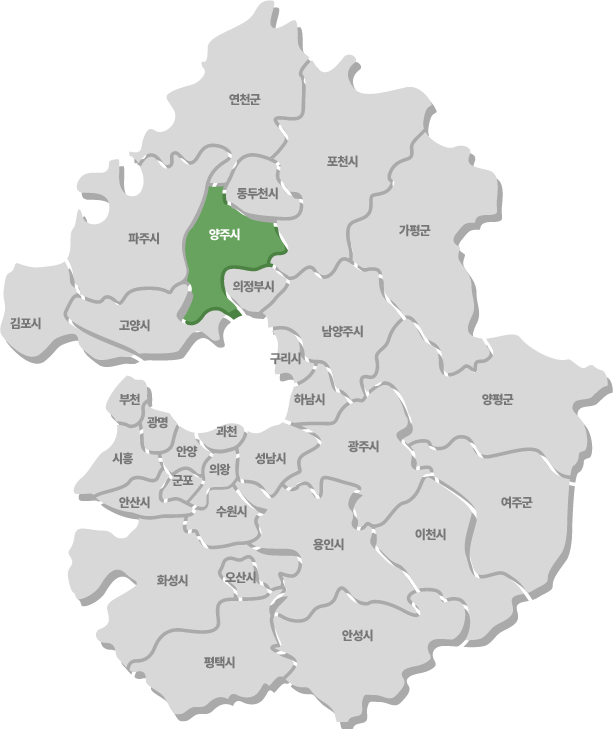 연천군
포천시
동두천시
가평군
양주시
파주시
의정부시
김포시
고양시
남양주시
구리시
부천
하남시
양평군
광명
과천
안양
광주시
시흥
의왕
성남시
군포
안산시
수원시
여주군
이천시
용인시
화성시
오산시
안성시
평택시